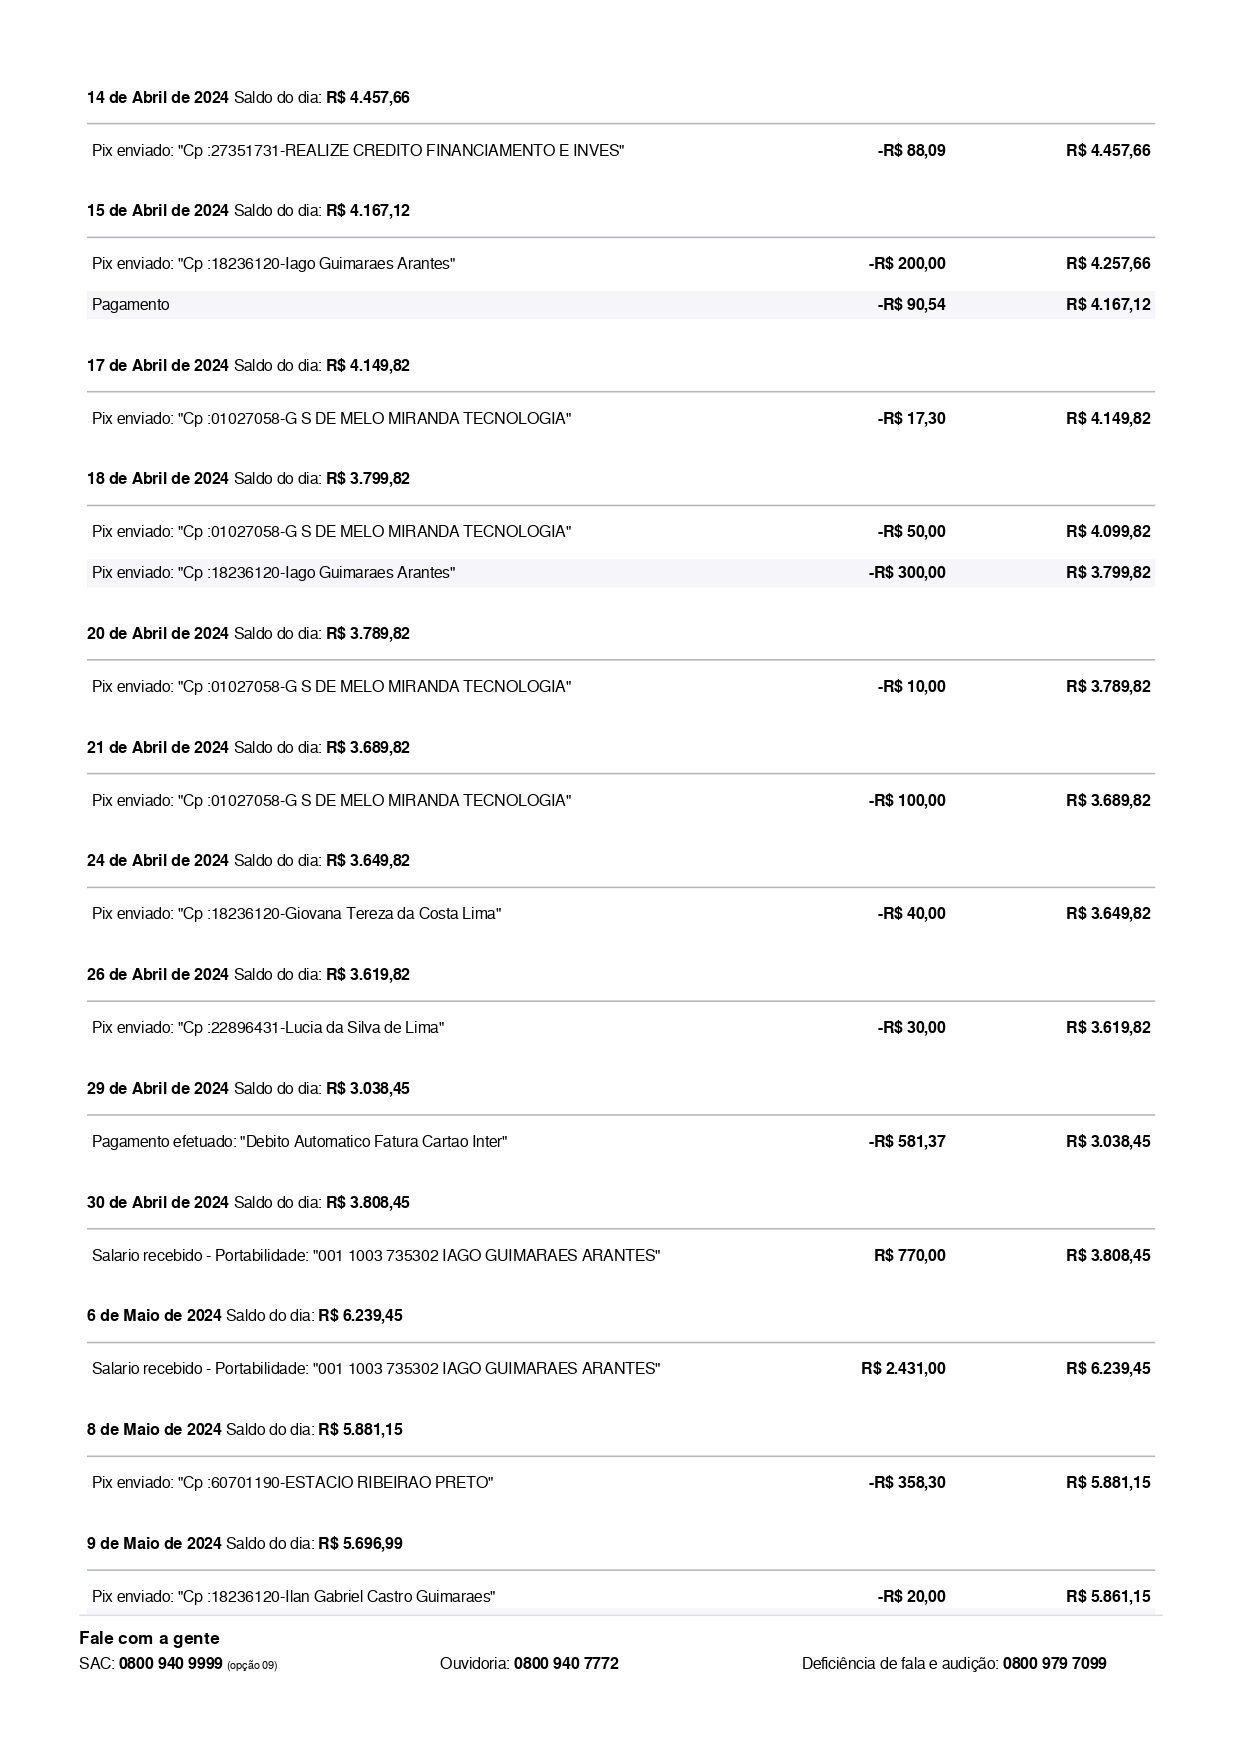 14 de Abril de 2024 Saldo do dia: R$ 4.457,66
Pix enviado: "Cp :27351731-REALIZE CREDITO FINANCIAMENTO E INVES" -R$ 88,09 R$ 4.457,66
15 de Abril de 2024 Saldo do dia: R$ 4.167,12
Pix enviado: "Cp :18236120-Iago Guimaraes Arantes" -R$ 200,00 R$ 4.257,66
Pagamento -R$ 90,54 R$ 4.167,12
17 de Abril de 2024 Saldo do dia: R$ 4.149,82
Pix enviado: "Cp :01027058-G S DE MELO MIRANDA TECNOLOGIA" -R$ 17,30 R$ 4.149,82
18 de Abril de 2024 Saldo do dia: R$ 3.799,82
Pix enviado: "Cp :01027058-G S DE MELO MIRANDA TECNOLOGIA" -R$ 50,00 R$ 4.099,82
Pix enviado: "Cp :18236120-Iago Guimaraes Arantes" -R$ 300,00 R$ 3.799,82
20 de Abril de 2024 Saldo do dia: R$ 3.789,82
Pix enviado: "Cp :01027058-G S DE MELO MIRANDA TECNOLOGIA" -R$ 10,00 R$ 3.789,82
21 de Abril de 2024 Saldo do dia: R$ 3.689,82
Pix enviado: "Cp :01027058-G S DE MELO MIRANDA TECNOLOGIA" -R$ 100,00 R$ 3.689,82
24 de Abril de 2024 Saldo do dia: R$ 3.649,82
Pix enviado: "Cp :18236120-Giovana Tereza da Costa Lima" -R$ 40,00 R$ 3.649,82
26 de Abril de 2024 Saldo do dia: R$ 3.619,82
Pix enviado: "Cp :22896431-Lucia da Silva de Lima" -R$ 30,00 R$ 3.619,82
29 de Abril de 2024 Saldo do dia: R$ 3.038,45
Pagamento efetuado: "Debito Automatico Fatura Cartao Inter" -R$ 581,37 R$ 3.038,45
30 de Abril de 2024 Saldo do dia: R$ 3.808,45
Salario recebido - Portabilidade: "001 1003 735302 IAGO GUIMARAES ARANTES" R$ 770,00 R$ 3.808,45
6 de Maio de 2024 Saldo do dia: R$ 6.239,45
Salario recebido - Portabilidade: "001 1003 735302 IAGO GUIMARAES ARANTES" R$ 2.431,00 R$ 6.239,45
8 de Maio de 2024 Saldo do dia: R$ 5.881,15
Pix enviado: "Cp :60701190-ESTACIO RIBEIRAO PRETO" -R$ 358,30 R$ 5.881,15
9 de Maio de 2024 Saldo do dia: R$ 5.696,99
Pix enviado: "Cp :18236120-Ilan Gabriel Castro Guimaraes" -R$ 20,00 R$ 5.861,15
Fale com a gente
SAC: 0800 940 9999 (opção 09) Ouvidoria: 0800 940 7772 Deficiência de fala e audição: 0800 979 7099